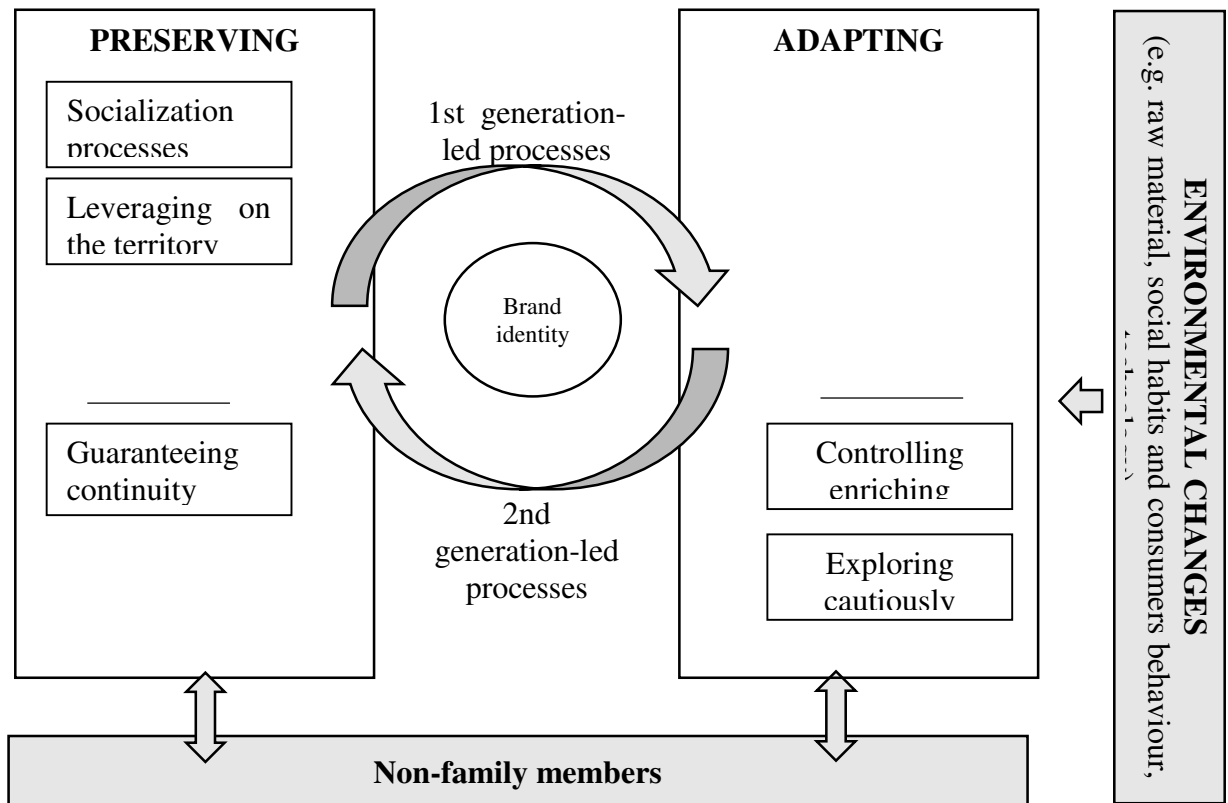 PRESERVING
Socialization
processes
Leveraging on
the territory
Guaranteeing
continuity
1st generation-
led processes
Brand
identity
2nd
generation-led
processes
ADAPTING
Controlling
enriching
Exploring
cautiously
ENVIRONMENTAL CHANGES
(e.g. raw material, social habits and consumers behaviour,
technology)
Non-family members